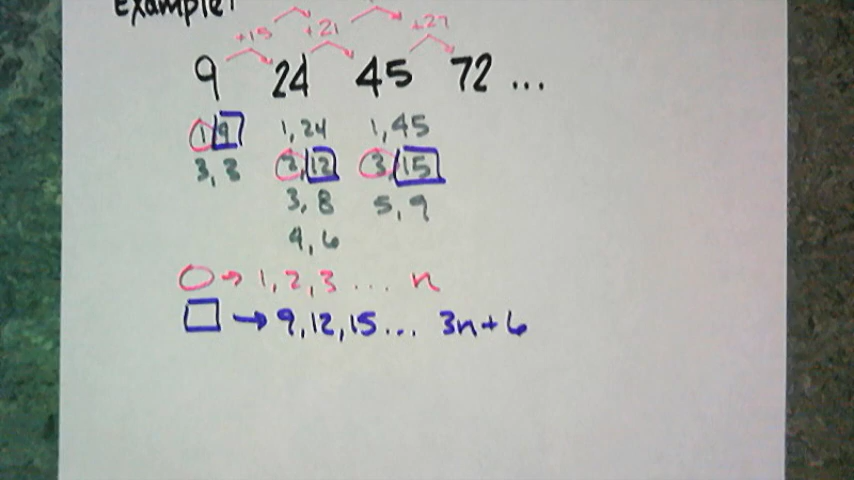 Example:
+15 +21 +27
9 24 45 72 ...
1 9 1, 24 1, 45
3, 3 2, 12 3, 15
3, 8 5, 9
4, 6
→ 1, 2, 3 ... n
→ 9, 12, 15 ... 3n + 6